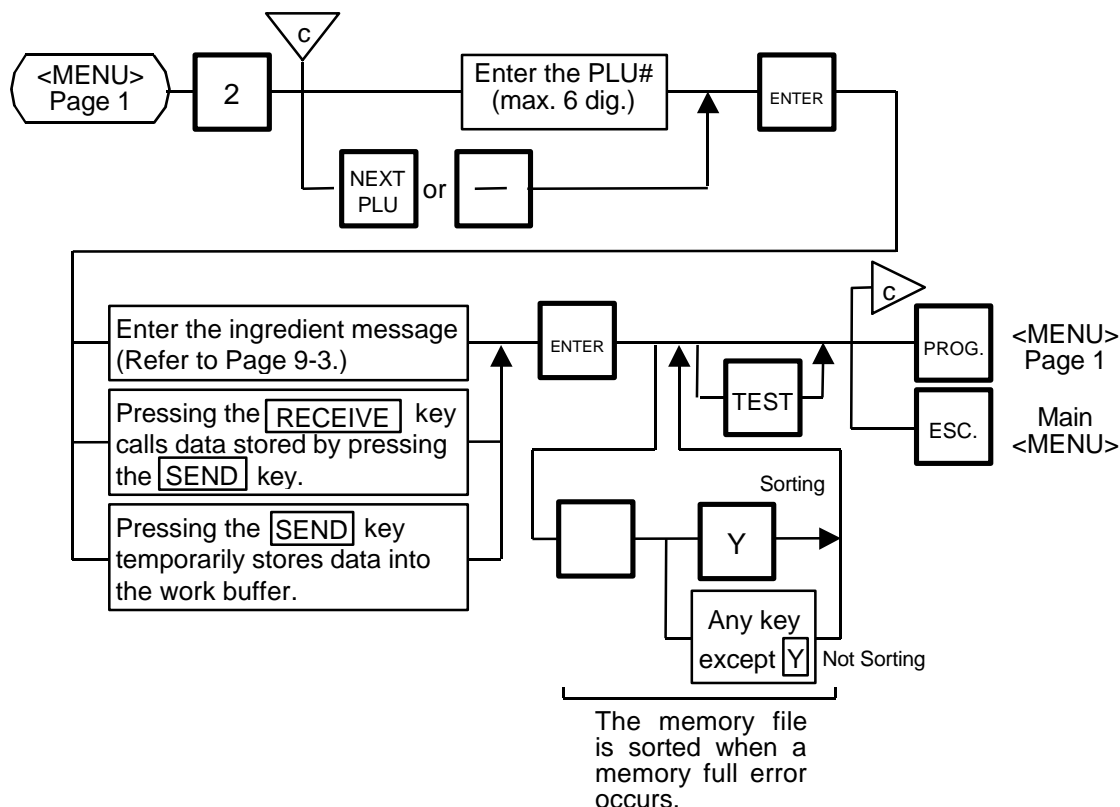 c
<MENU>
Page 1
2
Enter the PLU#
(max. 6 dig.)
ENTER
NEXT
PLU
or
—
c
Enter the ingredient message
(Refer to Page 9-3.)
ENTER
TEST
PROG.
<MENU>
Page 1
ESC.
Main
<MENU>
Pressing the RECEIVE key
calls data stored by pressing
the SEND key.
Pressing the SEND key
temporarily stores data into
the work buffer.
Sorting
Y
Any key
except Y
Not Sorting
The memory file
is sorted when a
memory full error
occurs.